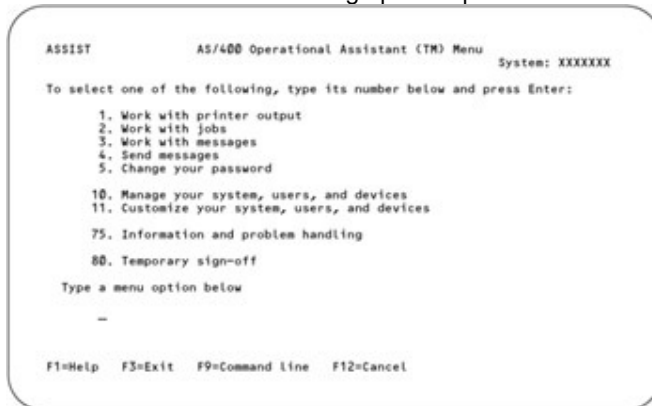 ASSIST AS/400 Operational Assistant (TM) Menu
System: XXXXXXX
To select one of the following, type its number below and press Enter:
1. Work with printer output
2. Work with jobs
3. Work with messages
4. Send messages
5. Change your password
10. Manage your system, users, and devices
11. Customize your system, users, and devices
75. Information and problem handling
80. Temporary sign-off
Type a menu option below
_
F1=Help F3=Exit F9=Command line F12=Cancel